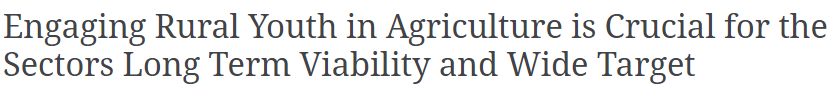 Engaging Rural Youth in Agriculture is Crucial for the
Sectors Long Term Viability and Wide Target